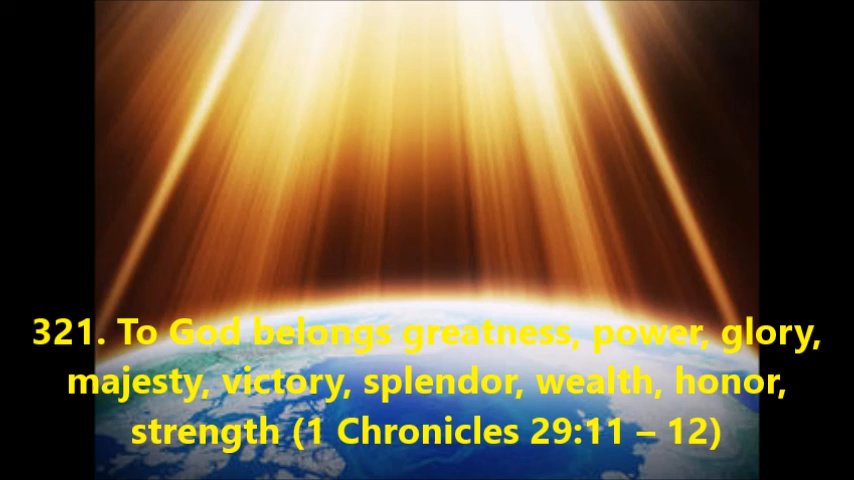 321. To God belongs greatness, power, glory,
majesty, victory, splendor, wealth, honor,
strength (1 Chronicles 29:11 – 12)